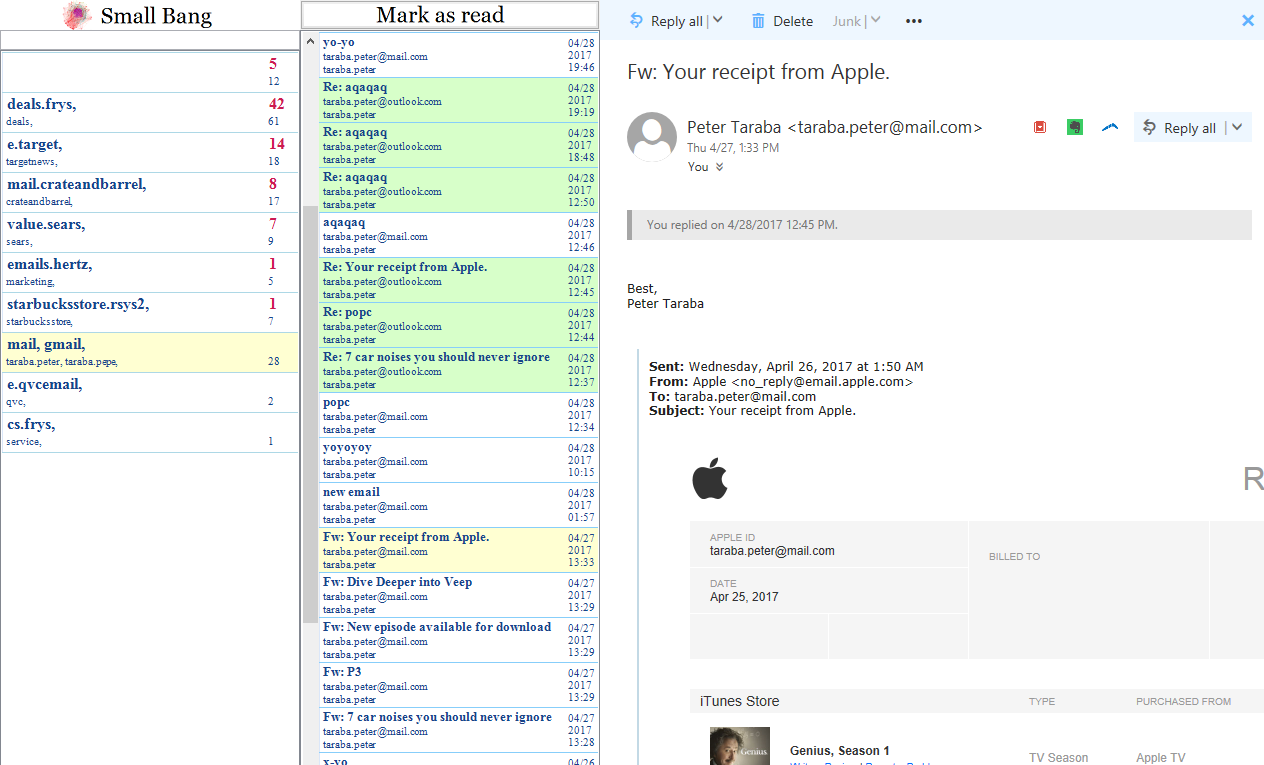 Small Bang
5
12
deals.frys, 42
deals, 61
e.target, 14
targetnews, 18
mail.crateandbarrel, 8
crateandbarrel, 17
value.sears, 7
sears, 9
emails.hertz, 1
marketing, 5
starbucksstore.rsys2, 1
starbucksstore, 7
mail, gmail,
taraba.peter, taraba.pepe, 28
e.qvcemail,
qvc, 2
cs.frys,
service, 1
Mark as read
yo-yo 04/28
taraba.peter@mail.com 2017
taraba.peter 19:46
Re: aqaqaq 04/28
taraba.peter@outlook.com 2017
taraba.peter 19:19
Re: aqaqaq 04/28
taraba.peter@outlook.com 2017
taraba.peter 18:48
Re: aqaqaq 04/28
taraba.peter@outlook.com 2017
taraba.peter 12:50
aqaqaq 04/28
taraba.peter@mail.com 2017
taraba.peter 12:46
Re: Your receipt from Apple. 04/28
taraba.peter@outlook.com 2017
taraba.peter 12:45
Re: popc 04/28
taraba.peter@outlook.com 2017
taraba.peter 12:44
Re: 7 car noises you should never ignore 04/28
taraba.peter@outlook.com 2017
taraba.peter 12:37
popc 04/28
taraba.peter@mail.com 2017
taraba.peter 12:34
yoyoyoy 04/28
taraba.peter@mail.com 2017
taraba.peter 10:15
new email 04/28
taraba.peter@mail.com 2017
taraba.peter 01:57
Fw: Your receipt from Apple. 04/27
taraba.peter@mail.com 2017
taraba.peter 13:33
Fw: Dive Deeper into Veep 04/27
taraba.peter@mail.com 2017
taraba.peter 13:29
Fw: New episode available for download 04/27
taraba.peter@mail.com 2017
taraba.peter 13:29
Fw: P3 04/27
taraba.peter@mail.com 2017
taraba.peter 13:29
Fw: 7 car noises you should never ignore 04/27
taraba.peter@mail.com 2017
taraba.peter 13:28
x-yo 04/26
Reply all Delete Junk
Fw: Your receipt from Apple.
Peter Taraba <taraba.peter@mail.com> Reply all
Thu 4/27, 1:33 PM
You
You replied on 4/28/2017 12:45 PM.
Best,
Peter Taraba
Sent: Wednesday, April 26, 2017 at 1:50 AM
From: Apple <no_reply@email.apple.com>
To: taraba.peter@mail.com
Subject: Your receipt from Apple.
R
APPLE ID
taraba.peter@mail.com
BILLED TO
DATE
Apr 25, 2017
iTunes Store TYPE PURCHASED FROM
Genius
Genius, Season 1
TV Season Apple TV